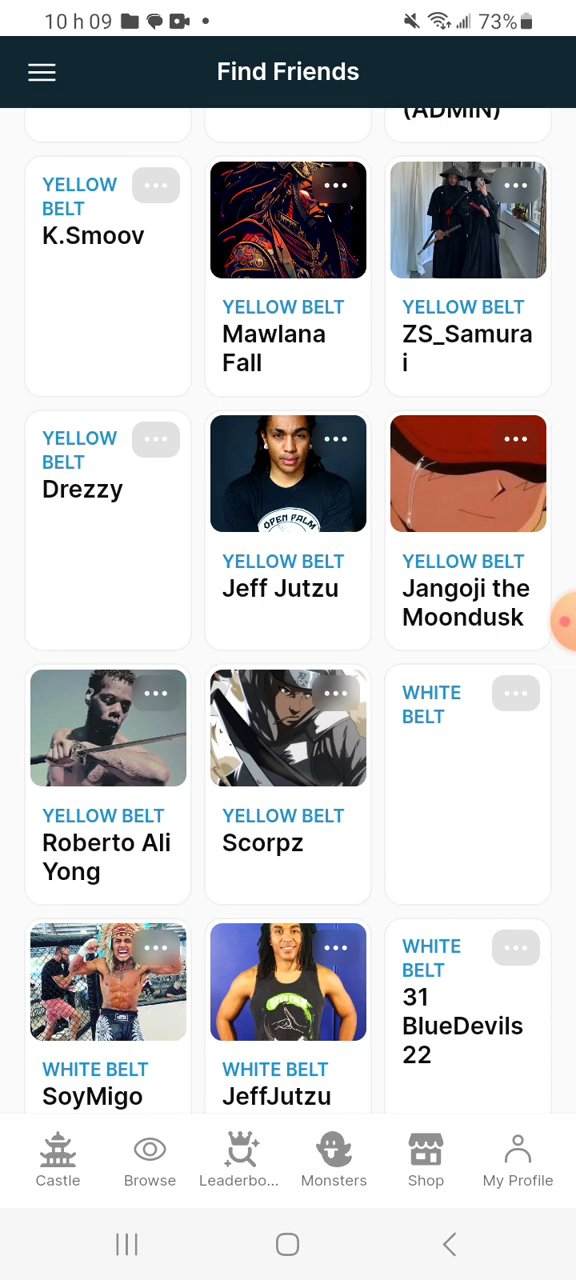 10 h 09
73%
Find Friends
(ADMIN)
YELLOW
BELT
K.Smoov
YELLOW BELT
Mawlana
Fall
YELLOW BELT
ZS_Samura
i
YELLOW
BELT
Drezzy
OPEN PALM
YELLOW BELT
Jeff Jutzu
YELLOW BELT
Jangoji the
Moondusk
YELLOW BELT
Roberto Ali
Yong
YELLOW BELT
Scorpz
WHITE
BELT
WHITE BELT
SoyMigo
WHITE BELT
JeffJutzu
WHITE
BELT
31
BlueDevils
22
Castle
Browse
Leaderbo...
Monsters
Shop
My Profile